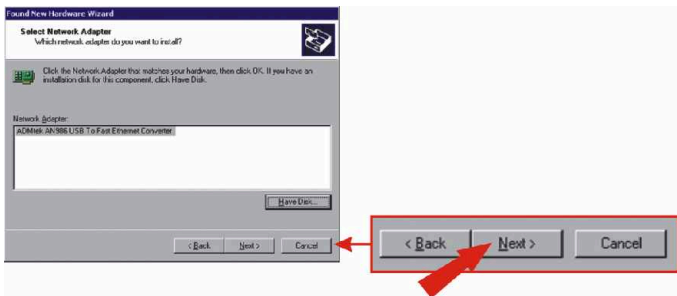 Found New Hardware Wizard
Select Network Adapter
Which network adapter do you want to install?
Click the Network Adapter that matches your hardware, then click OK. If you have an
installation disk for this component, click Have Disk.
Network Adapter:
ADMtek AN986 USB To Fast Ethernet Converter
Have Disk...
< Back Next > Cancel
< Back Next > Cancel